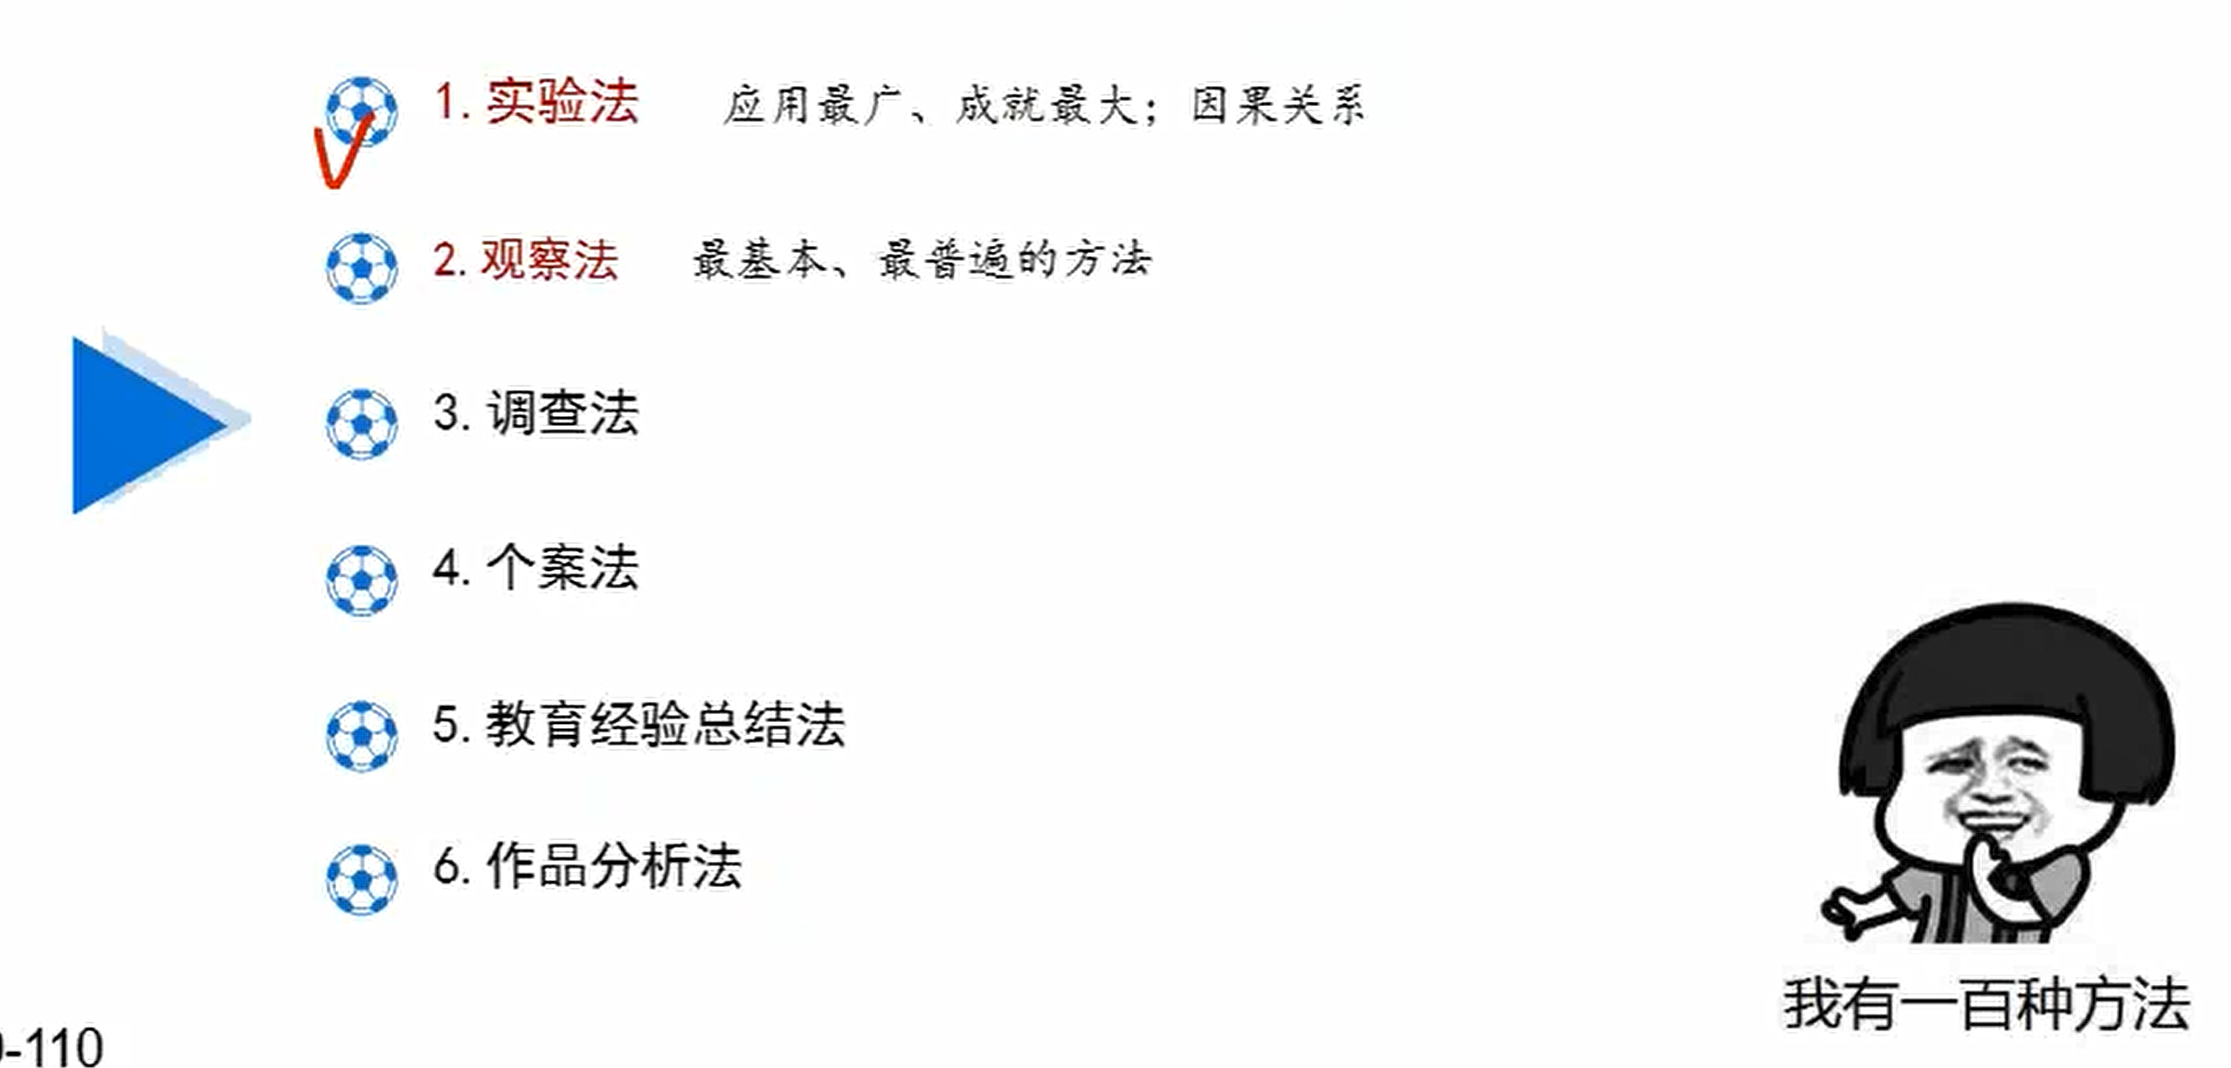 1. 实验法 应用最广、成就最大；因果关系
2. 观察法 最基本、最普遍的方法
3. 调查法
4. 个案法
5. 教育经验总结法
6. 作品分析法
我有一百种方法
-110